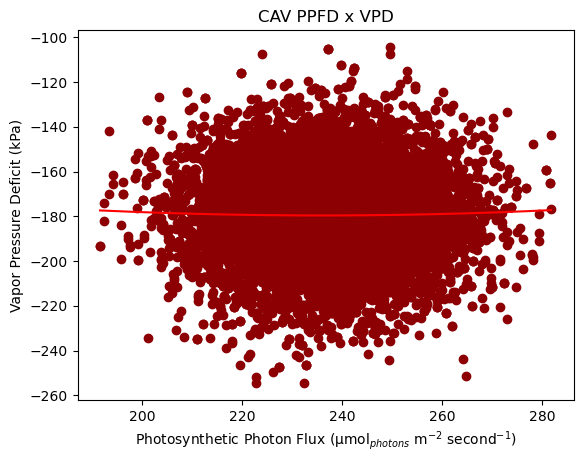 CAV PPFD x VPD
Vapor Pressure Deficit (kPa)
−100
−120
−140
−160
−180
−200
−220
−240
−260
200 220 240 260 280
Photosynthetic Photon Flux (μmol_photons m⁻² second⁻¹)